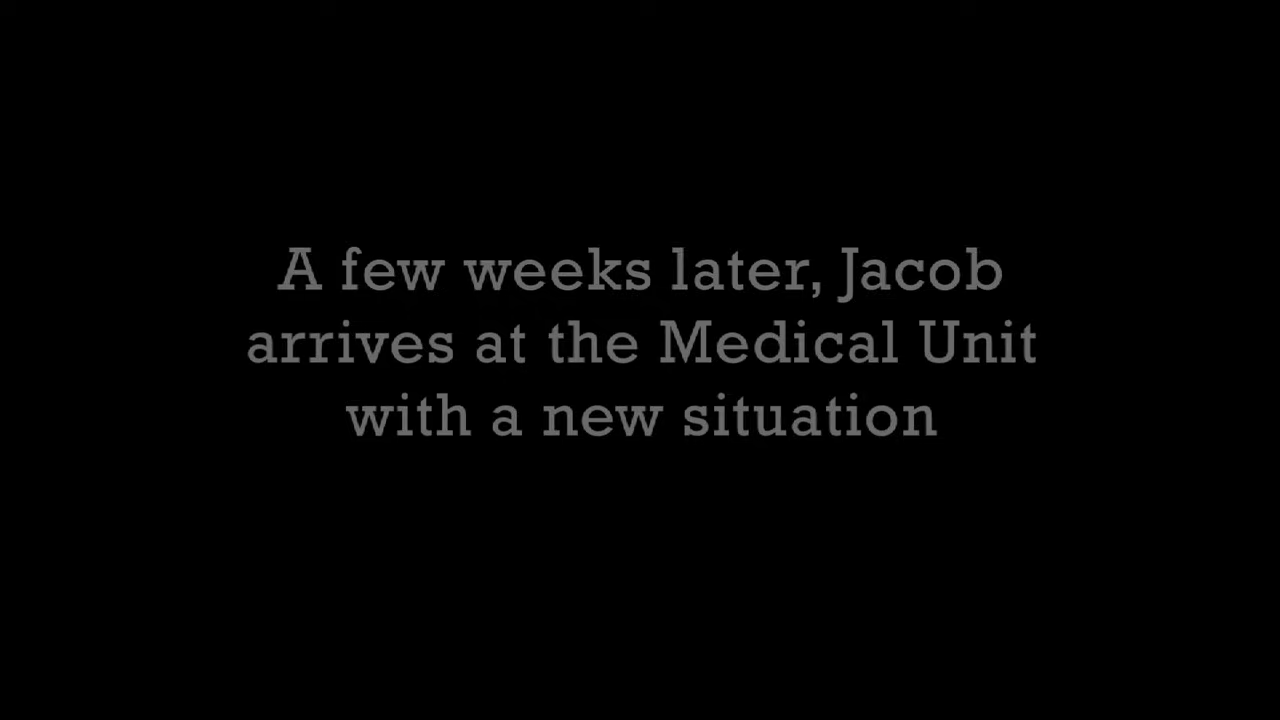 A few weeks later, Jacob
arrives at the Medical Unit
with a new situation